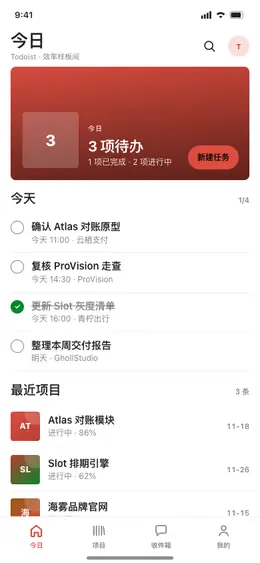 9:41
今日
Todoist · 效率样板间
T
3
今日
3 项待办
1 项已完成 · 2 项进行中
新建任务
今天
1/4
确认 Atlas 对账原型
今天 11:00 · 云栖支付
复核 ProVision 走查
今天 14:30 · ProVision
更新 Slot 灰度清单
今天 16:00 · 青柠出行
整理本周交付报告
明天 · GhollStudio
最近项目
3 条
AT
Atlas 对账模块
进行中 · 86%
11-18
SL
Slot 排期引擎
进行中 · 62%
11-26
海
海雾品牌官网
11-15
今日
项目
收件箱
我的